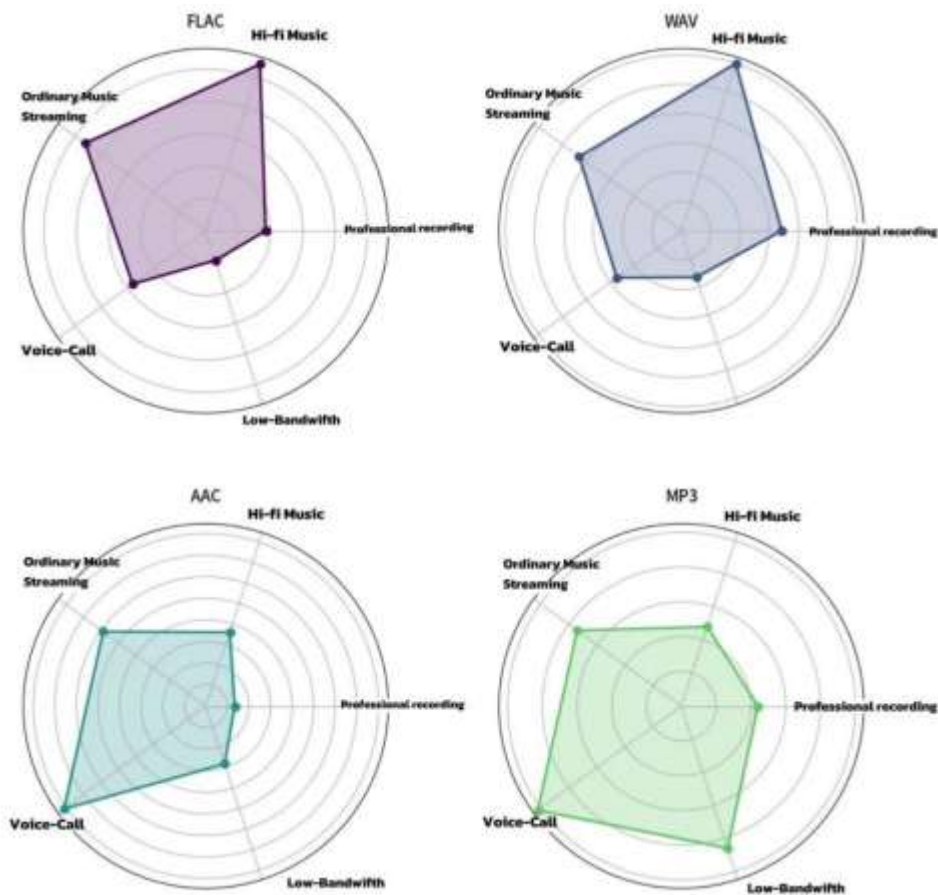 FLAC
Hi-fi Music
Ordinary Music
Streaming
Professional recording
Voice-Call
Low-Bandwifth
WAV
Hi-fi Music
Ordinary Music
Streaming
Professional recording
Voice-Call
AAC
Hi-fi Music
Ordinary Music
Streaming
Professional recording
Voice-Call
Low-Bandwifth
MP3
Hi-fi Music
Ordinary Music
Streaming
Professional recording
Voice-Call
Low-Bandwifth